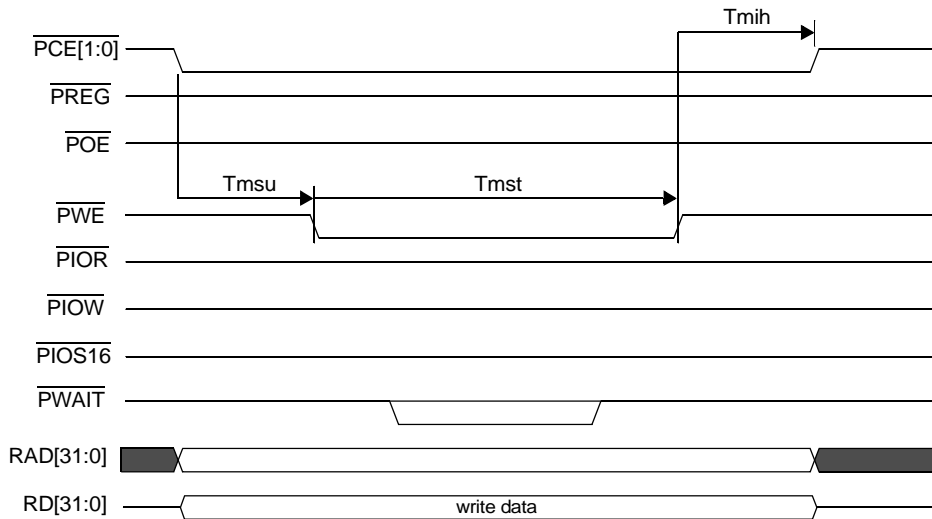 Tmih
PCE[1:0]
PREG
POE
Tmsu Tmst
PWE
PIOR
PIOW
PIOS16
PWAIT
RAD[31:0]
RD[31:0] write data